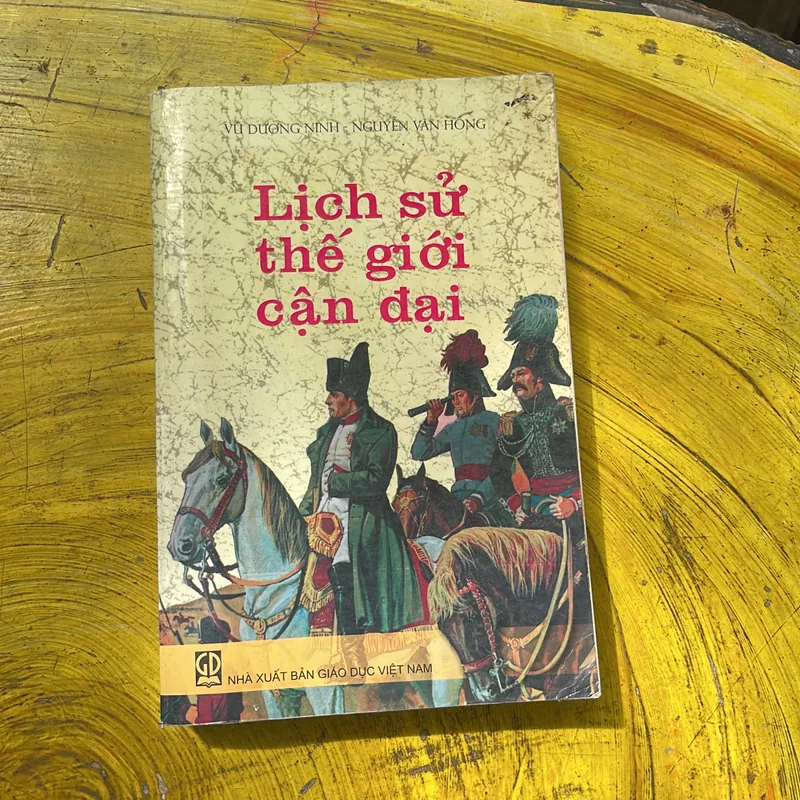 VŨ DƯƠNG NINH - NGUYỄN VĂN HỒNG
Lịch sử
thế giới
cận đại
GD
NHÀ XUẤT BẢN GIÁO DỤC VIỆT NAM